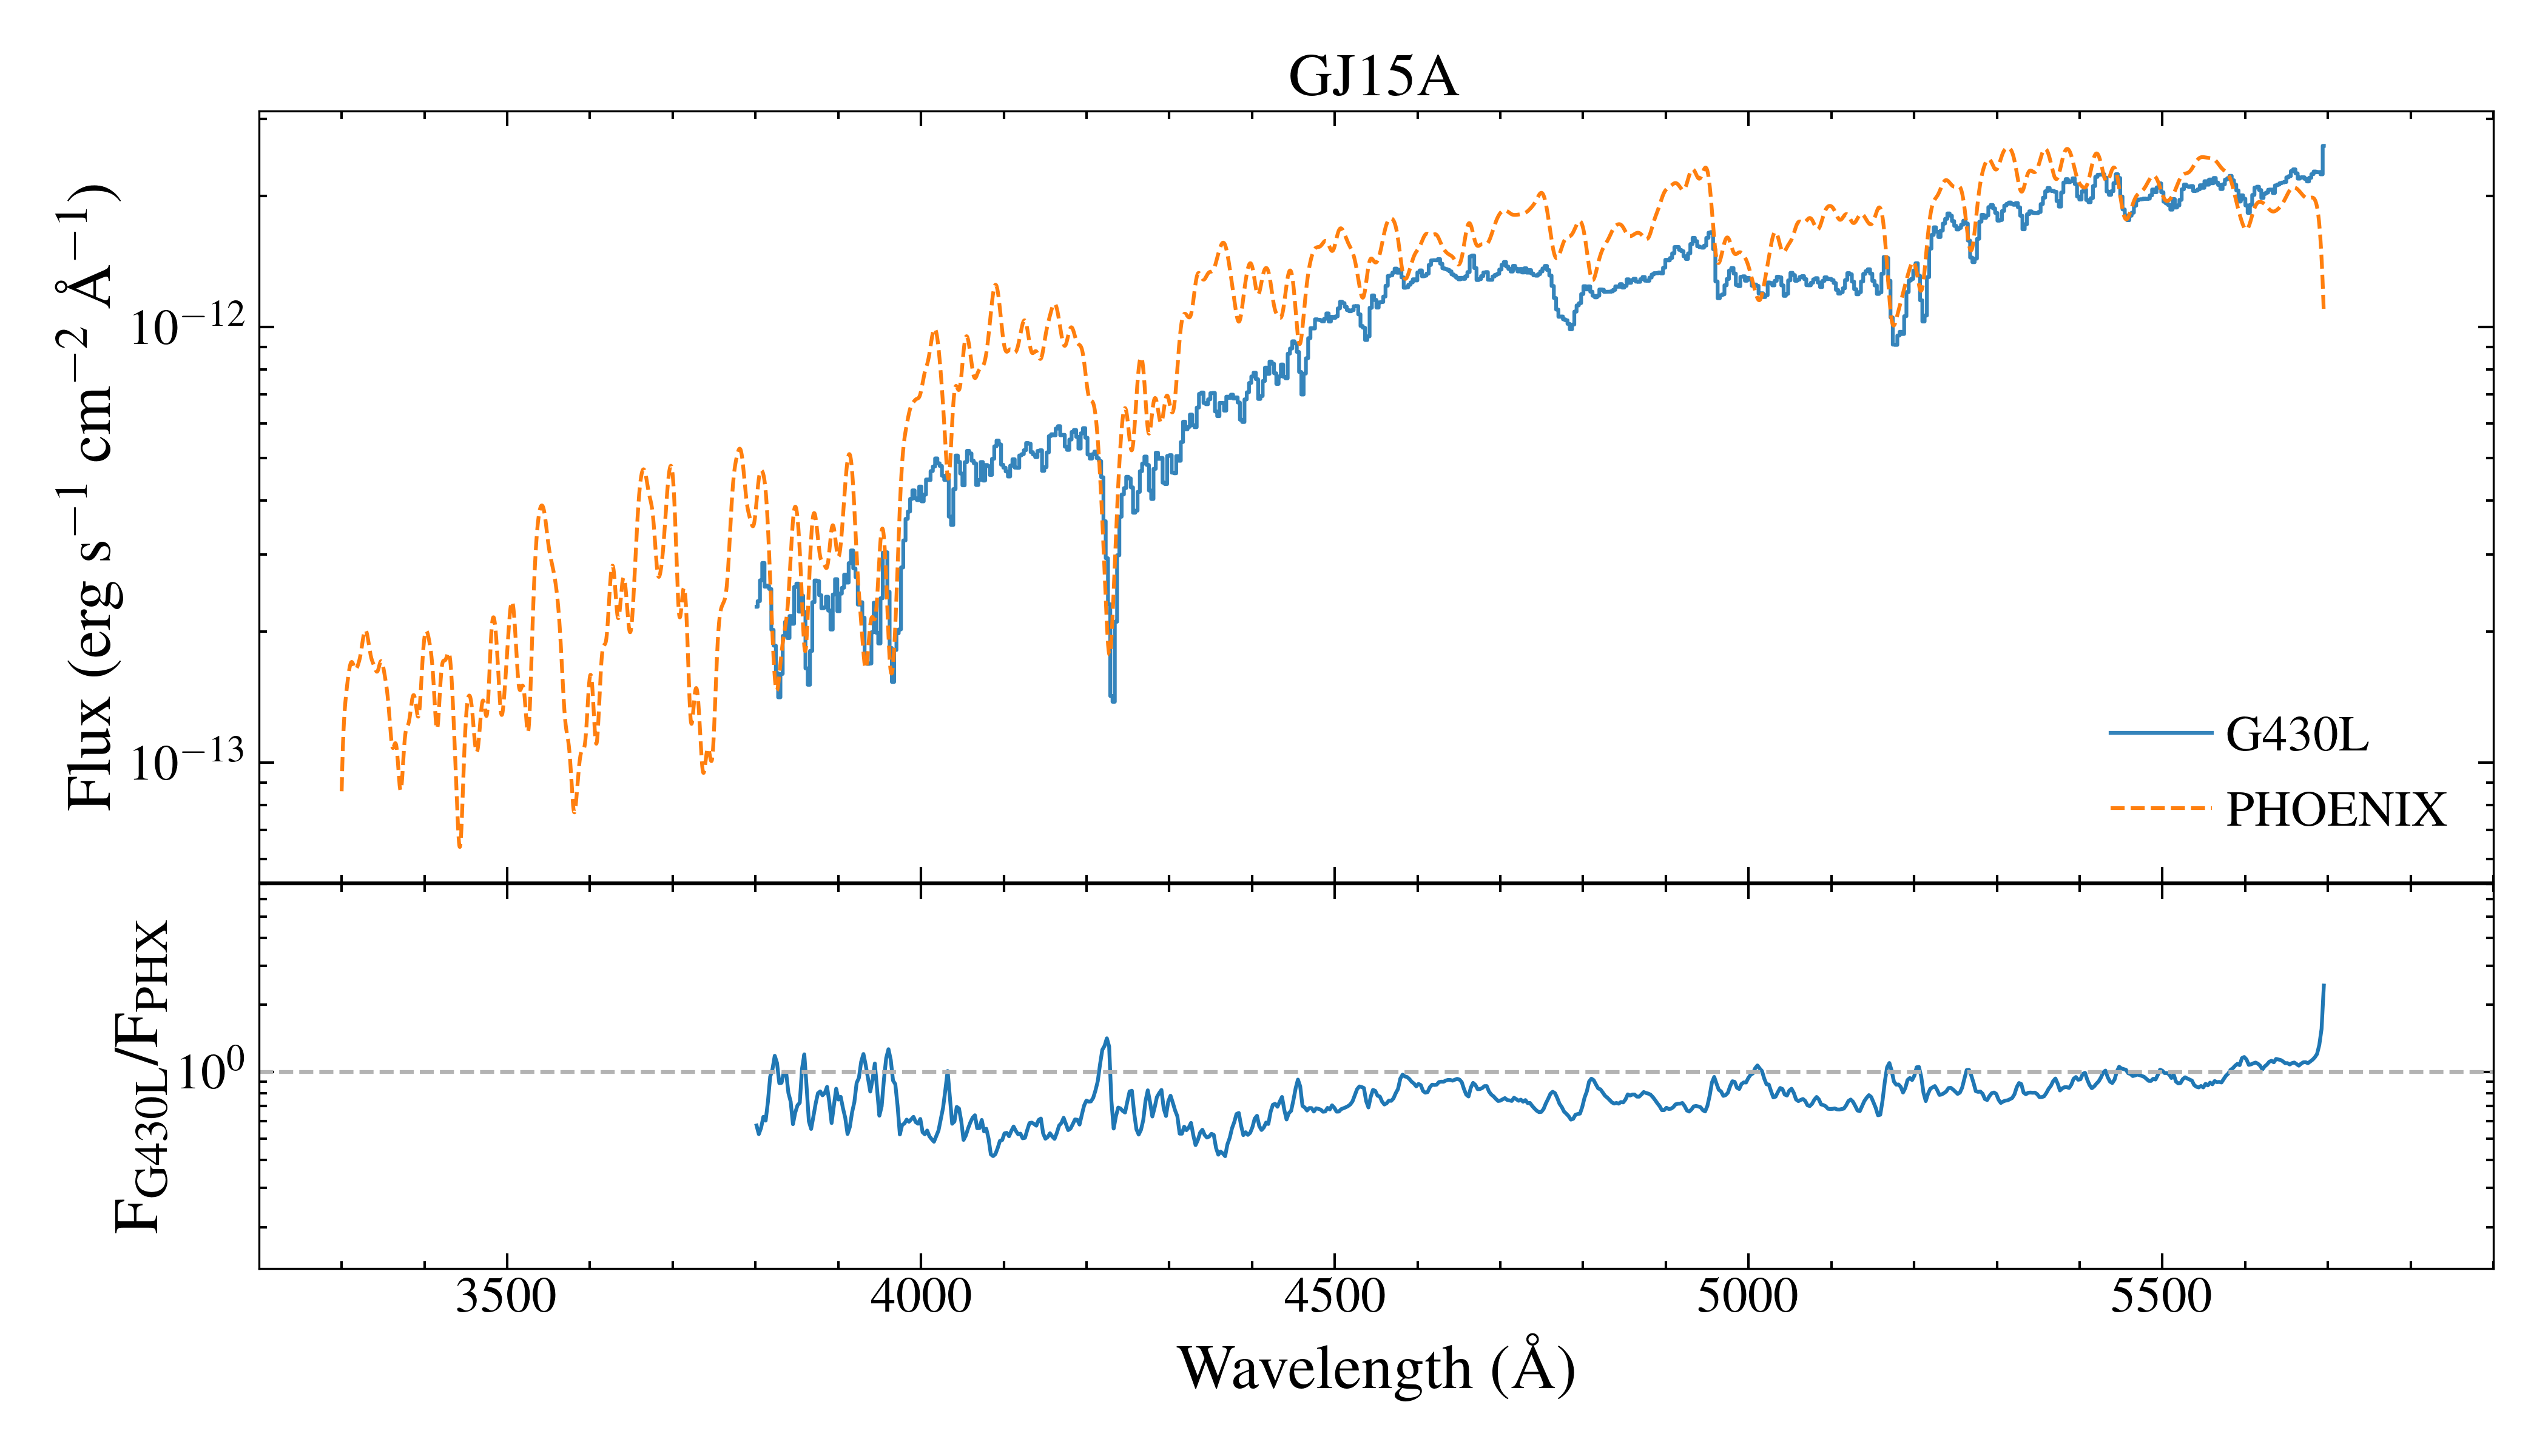 GJ15A
Flux (erg s⁻¹ cm⁻² Å⁻¹)
10⁻¹²
10⁻¹³
G430L
PHOENIX
F_G430L/F_PHX
10⁰
3500 4000 4500 5000 5500
Wavelength (Å)